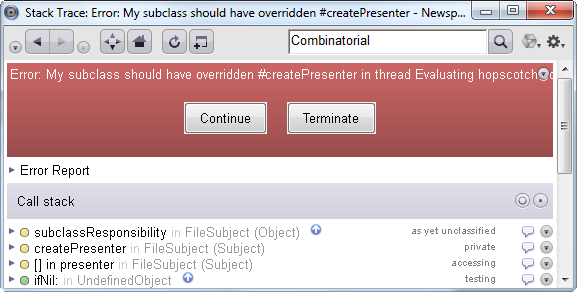 Stack Trace: Error: My subclass should have overridden #createPresenter - Newsp...
Combinatorial
Error: My subclass should have overridden #createPresenter in thread Evaluating hopscotch
Continue Terminate
Error Report
Call stack
subclassResponsibility in FileSubject (Object) as yet unclassified
createPresenter in FileSubject (Subject) private
[] in presenter in FileSubject (Subject) accessing
ifNil: in UndefinedObject testing